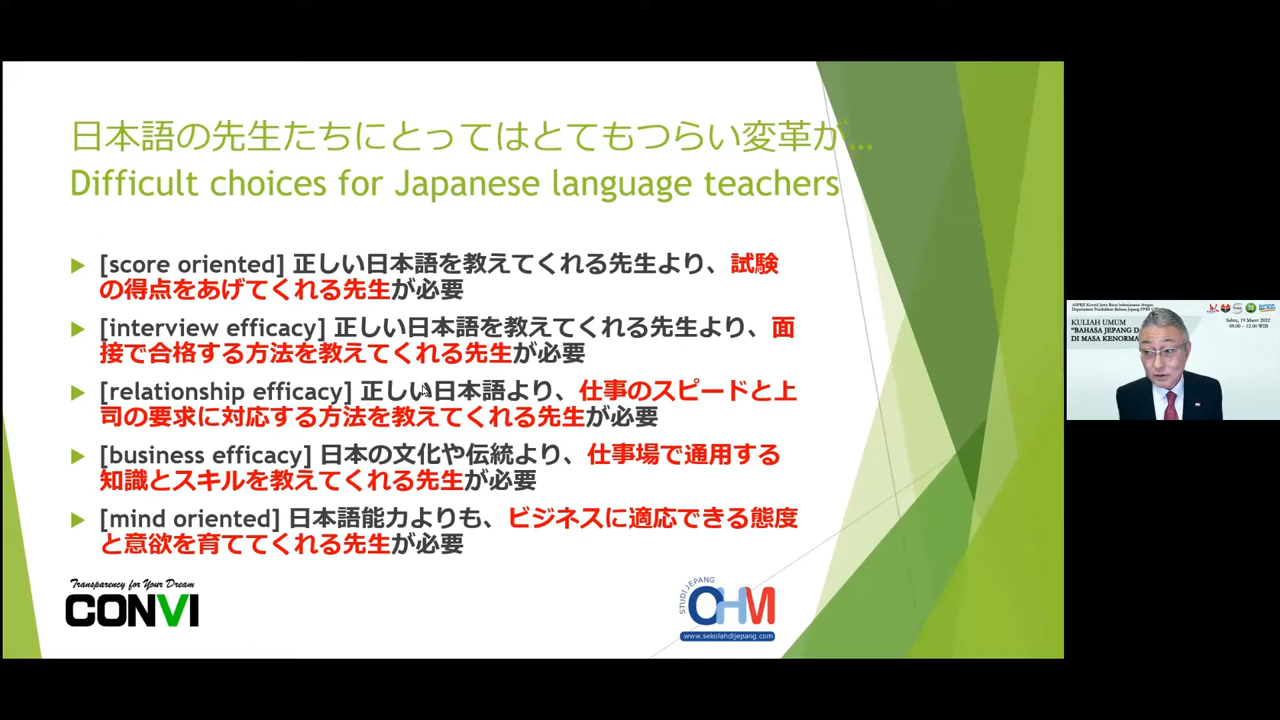 日本語の先生たちにとってはとてもつらい変革が…
Difficult choices for Japanese language teachers
[score oriented] 正しい日本語を教えてくれる先生より、試験
の得点をあげてくれる先生が必要
[interview efficacy] 正しい日本語を教えてくれる先生より、面
接で合格する方法を教えてくれる先生が必要
[relationship efficacy] 正しい日本語より、仕事のスピードと上
司の要求に対応する方法を教えてくれる先生が必要
[business efficacy] 日本の文化や伝統より、仕事場で通用する
知識とスキルを教えてくれる先生が必要
[mind oriented] 日本語能力よりも、ビジネスに適応できる態度
と意欲を育ててくれる先生が必要
Transparency for Your Dream
CONVI
STUDI JEPANG
OHM
www.sekolahdijepang.com
Sabtu, 19 Maret 2022
09.00 - 12.00 WIB
KULIAH UMUM
"BAHASA JEPANG D
DI MASA KENORMA